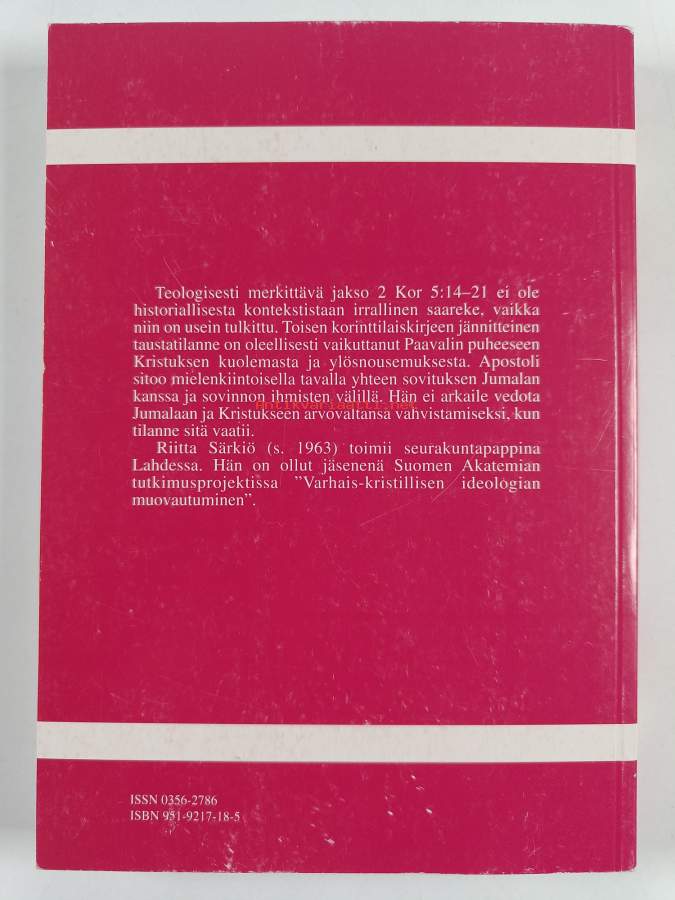 Teologisesti merkittävä jakso 2 Kor 5:14–21 ei ole
historiallisesta kontekstistaan irrallinen saareke, vaikka
niin on usein tulkittu. Toisen korinttilaiskirjeen jännitteinen
taustatilanne on oleellisesti vaikuttanut Paavalin puheeseen
Kristuksen kuolemasta ja ylösnousemuksesta. Apostoli
sitoo mielenkiintoisella tavalla yhteen sovituksen Jumalan
kanssa ja sovinnon ihmisten välillä. Hän ei arkaile vedota
Antikvariaatti.net
Jumalaan ja Kristukseen arvovaltansa vahvistamiseksi, kun
tilanne sitä vaatii.
Riitta Särkiö (s. 1963) toimii seurakuntapappina
Lahdessa. Hän on ollut jäsenenä Suomen Akatemian
tutkimusprojektissa ”Varhais-kristillisen ideologian
muovautuminen”.
ISSN 0356-2786
ISBN 951-9217-18-5